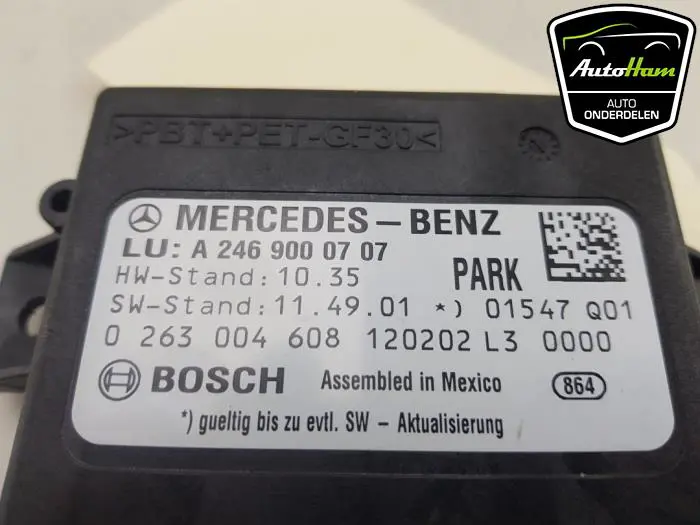 AutoHam
AUTO
ONDERDELEN
>PBT+PET-GF30<
MERCEDES-BENZ
LU: A 246 900 07 07
HW-Stand: 10.35 PARK
SW-Stand: 11.49.01 *) 01547 Q01
0 263 004 608 120202 L3 0000
BOSCH Assembled in Mexico 864
*) gueltig bis zu evtl. SW - Aktualisierung